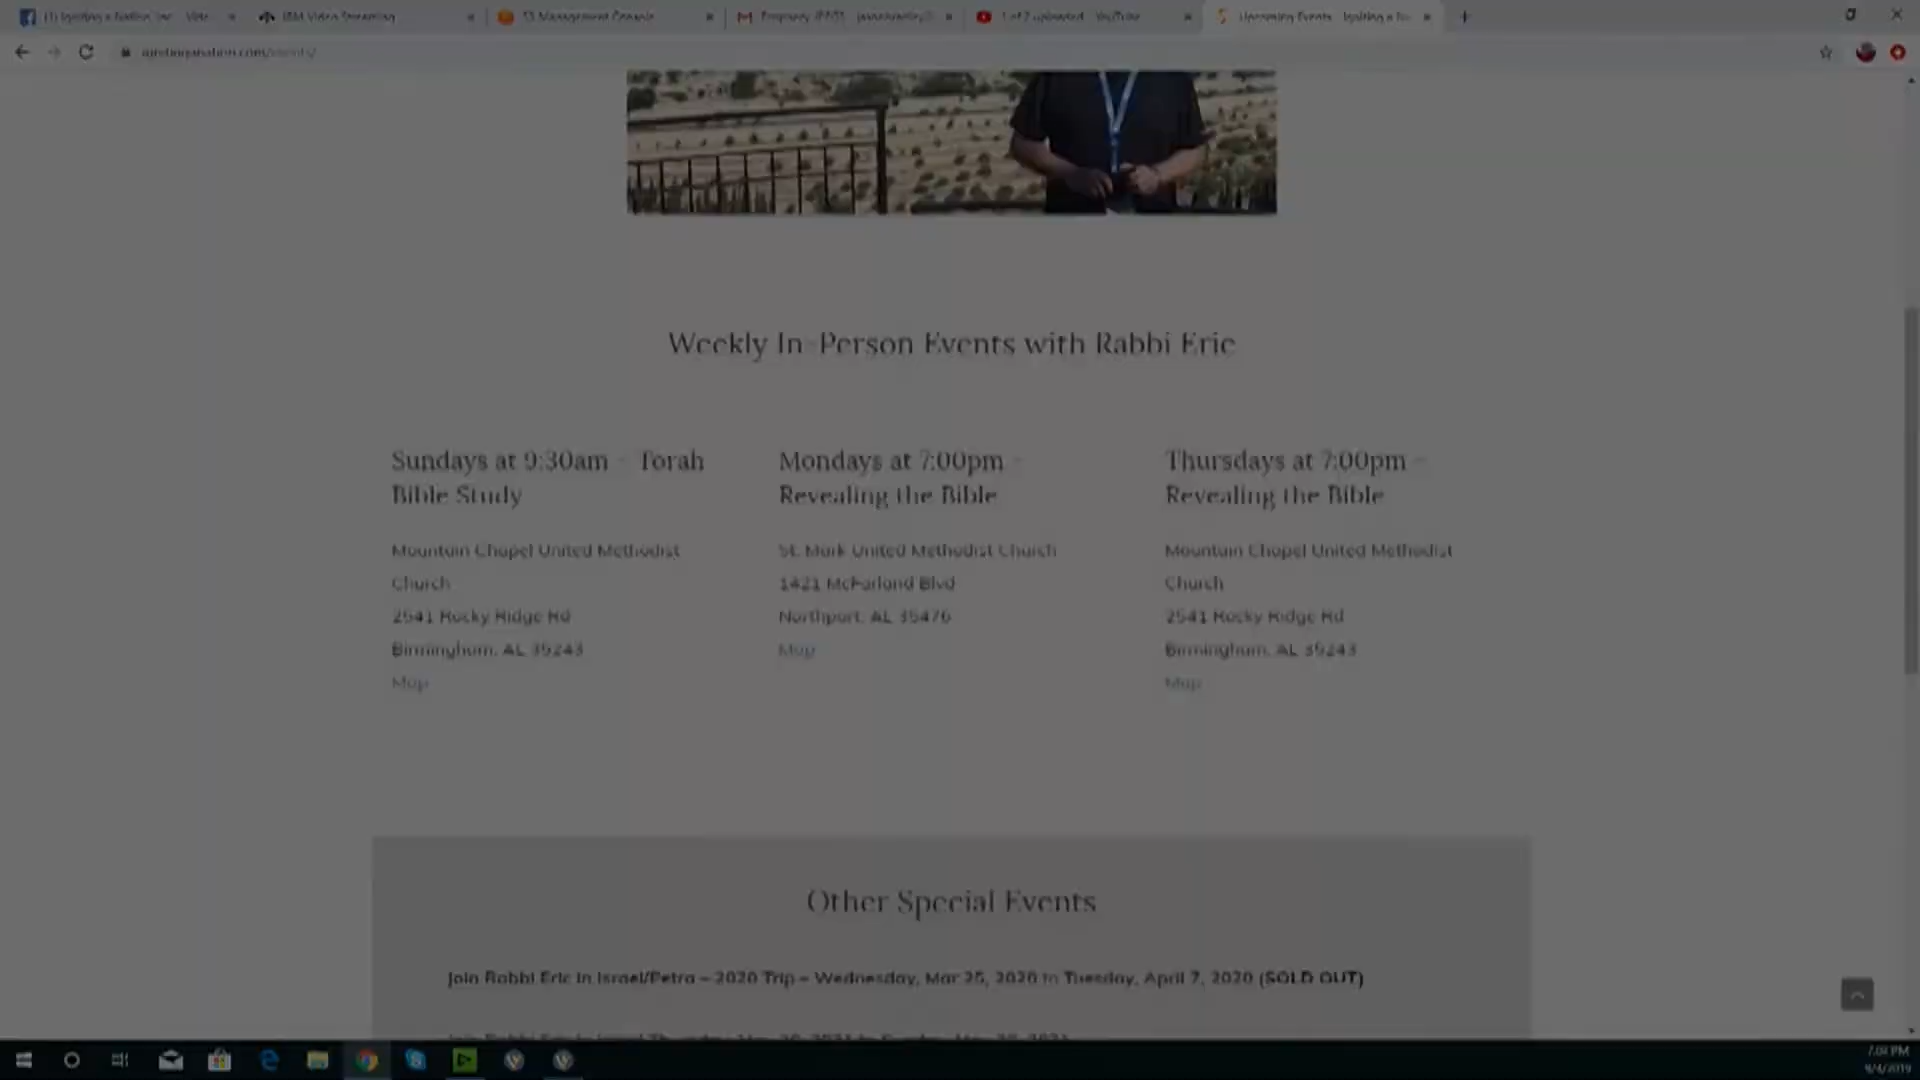 Upcoming Events
Weekly In-Person Events with Rabbi Eric
Sundays at 9:30am - Torah
Bible Study
Mountain Chapel United Methodist
Church
2541 Rocky Ridge Rd
Birmingham, AL 35243
Map
Mondays at 7:00pm -
Revealing the Bible
St. Mark United Methodist Church
1421 McFarland Blvd
Northport, AL 35476
Map
Thursdays at 7:00pm -
Revealing the Bible
Mountain Chapel United Methodist
Church
2541 Rocky Ridge Rd
Birmingham, AL 35243
Map
Other Special Events
Join Rabbi Eric in Israel/Petra – 2020 Trip – Wednesday, Mar 25, 2020 to Tuesday, April 7, 2020 (SOLD OUT)